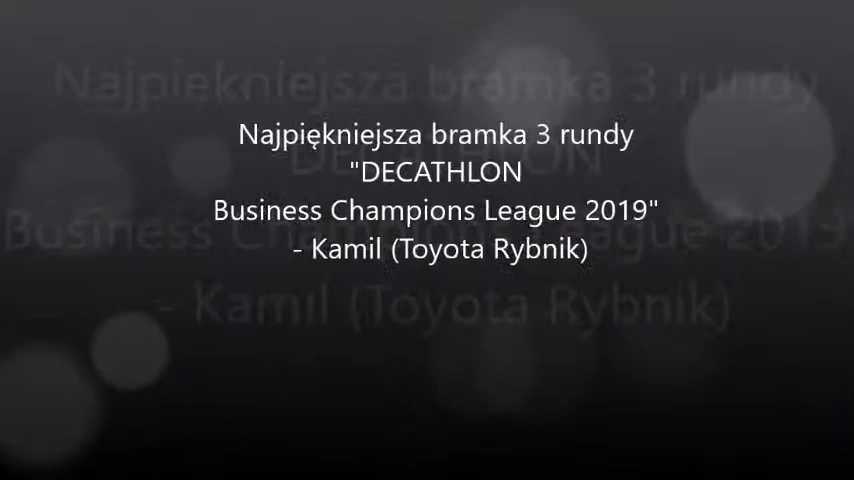 Najpiękniejsza bramka 3 rundy
"DECATHLON
Business Champions League 2019"
- Kamil (Toyota Rybnik)